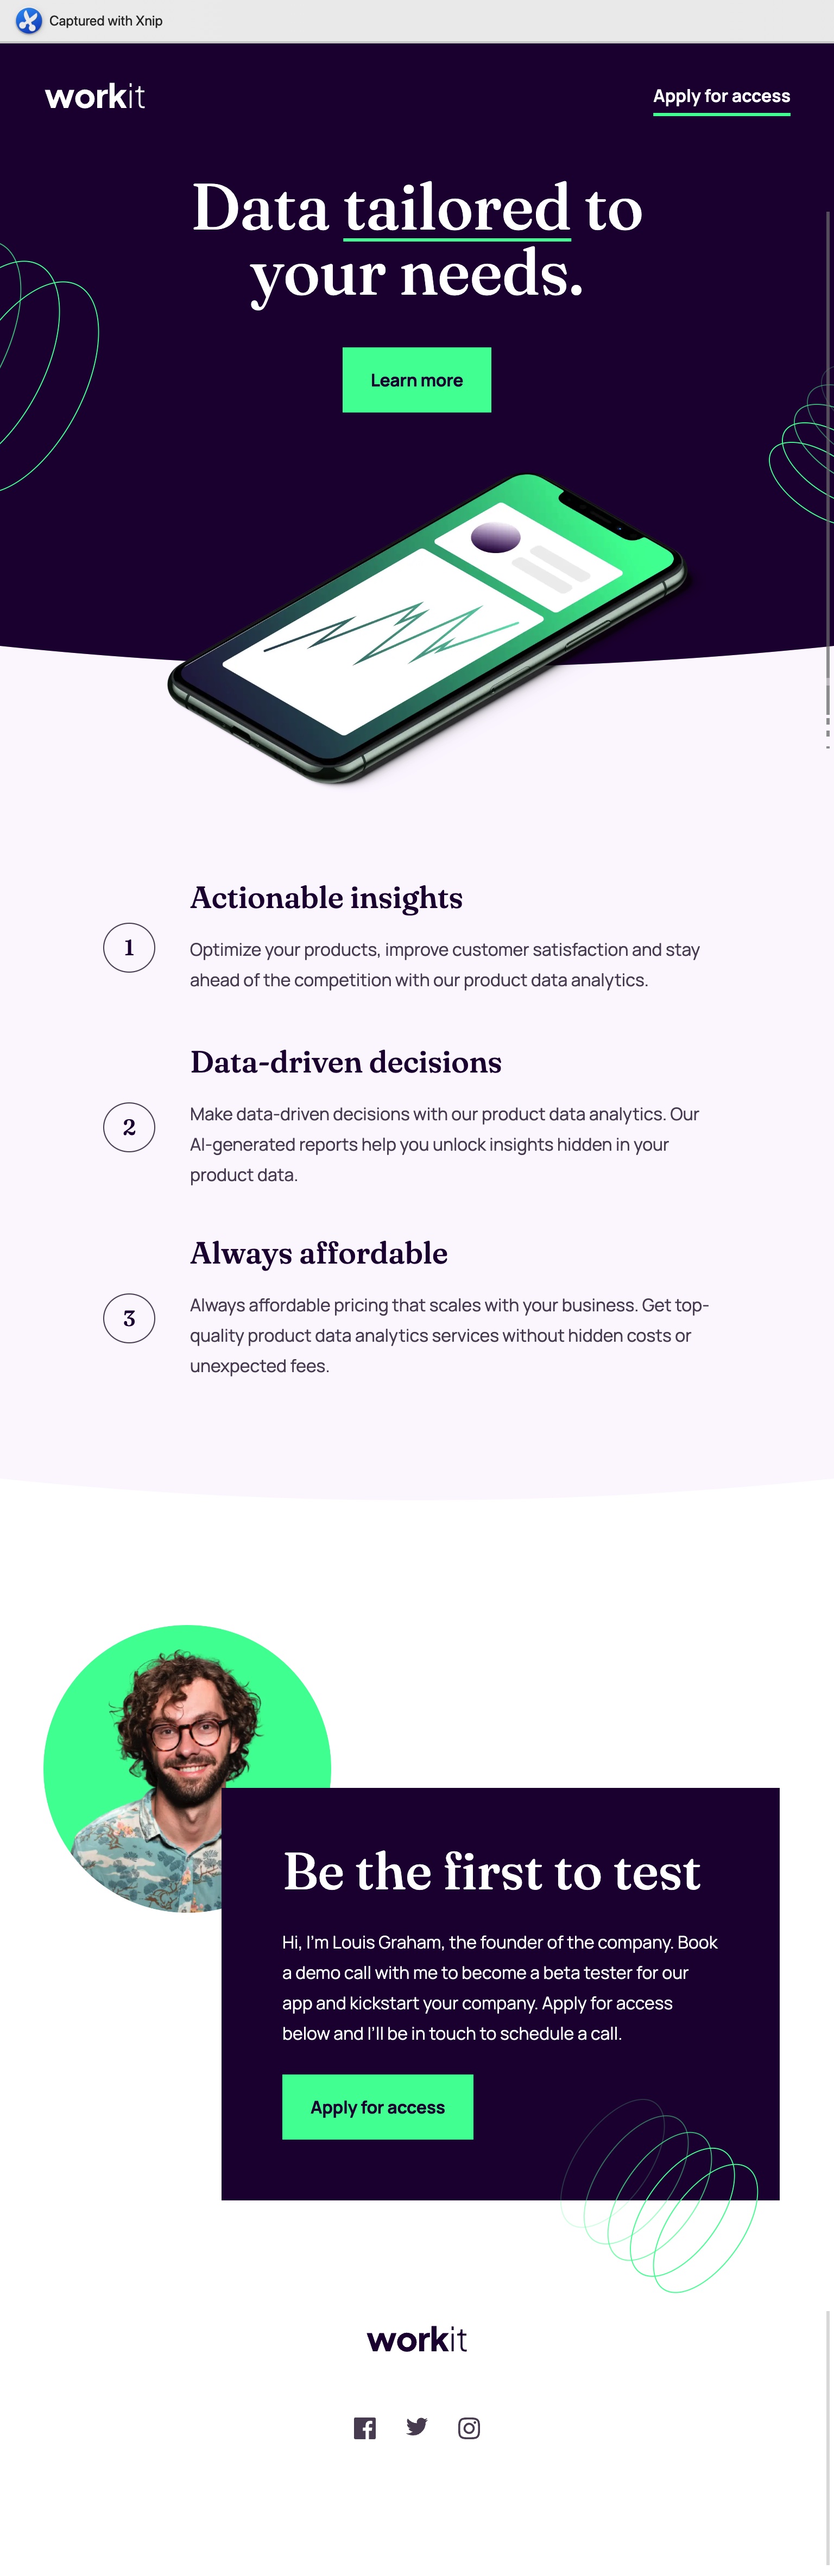 Captured with Xnip
workit
Apply for access
Data tailored to
your needs.
Learn more
Actionable insights
1
Optimize your products, improve customer satisfaction and stay
ahead of the competition with our product data analytics.
Data-driven decisions
2
Make data-driven decisions with our product data analytics. Our
AI-generated reports help you unlock insights hidden in your
product data.
Always affordable
3
Always affordable pricing that scales with your business. Get top-
quality product data analytics services without hidden costs or
unexpected fees.
Be the first to test
Hi, I'm Louis Graham, the founder of the company. Book
a demo call with me to become a beta tester for our
app and kickstart your company. Apply for access
below and I'll be in touch to schedule a call.
Apply for access
workit